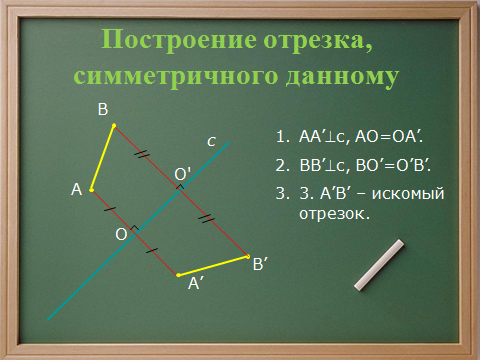 Построение отрезка,
симметричного данному
B
c
O'
A
O
B′
A′
1. AA′⊥c, AO=OA′.
2. BB′⊥c, BO′=O′B′.
3. 3. A′B′ – искомый
отрезок.